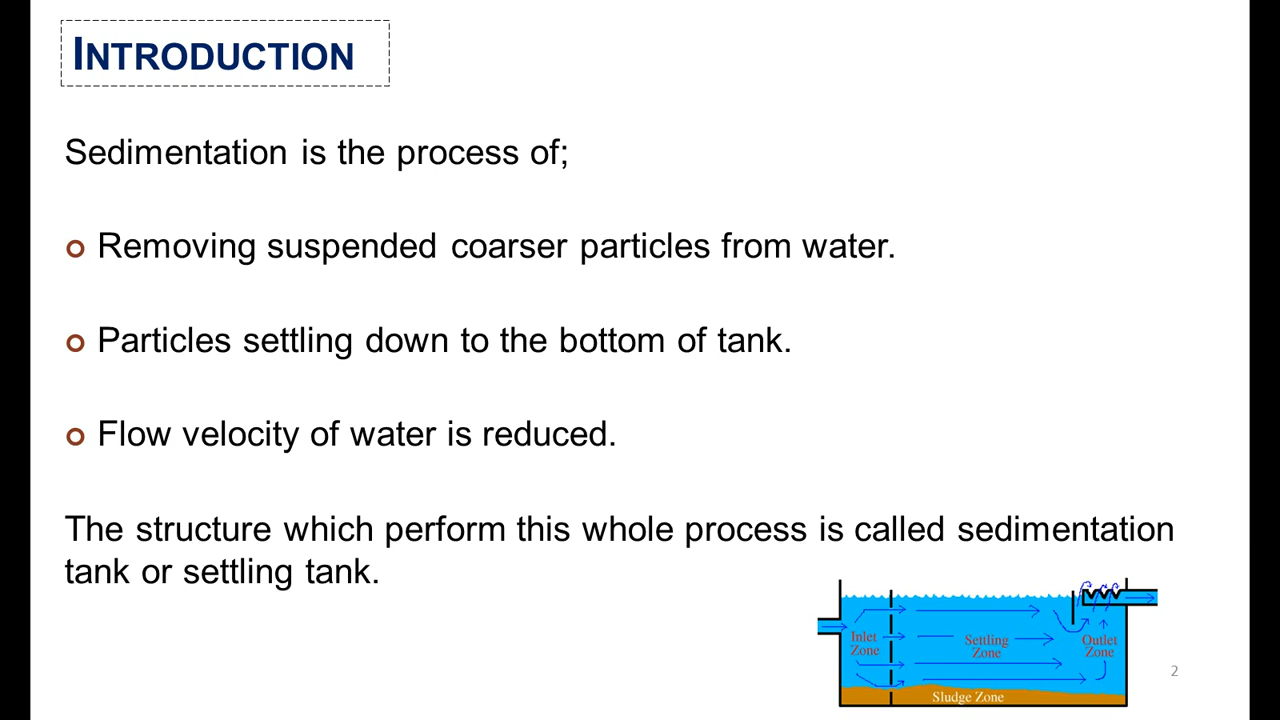 INTRODUCTION
Sedimentation is the process of;
Removing suspended coarser particles from water.
Particles settling down to the bottom of tank.
Flow velocity of water is reduced.
The structure which perform this whole process is called sedimentation
tank or settling tank.
Inlet
Zone
Settling
Zone
Outlet
Zone
Sludge Zone
2